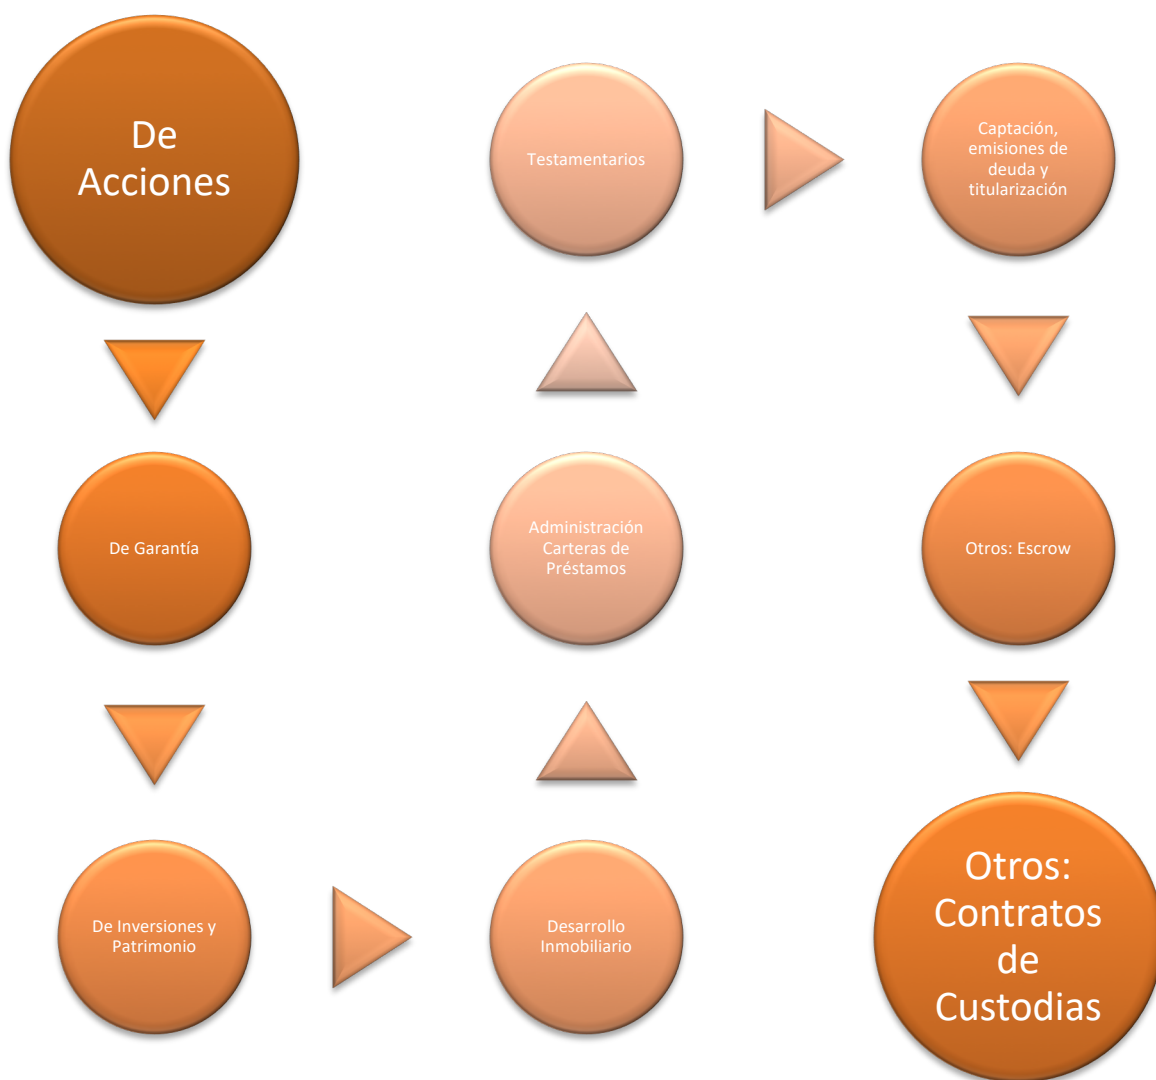 De
Acciones
De Garantía
De Inversiones y
Patrimonio
Desarrollo
Inmobiliario
Administración
Carteras de
Préstamos
Testamentarios
Captación,
emisiones de
deuda y
titularización
Otros: Escrow
Otros:
Contratos
de
Custodias